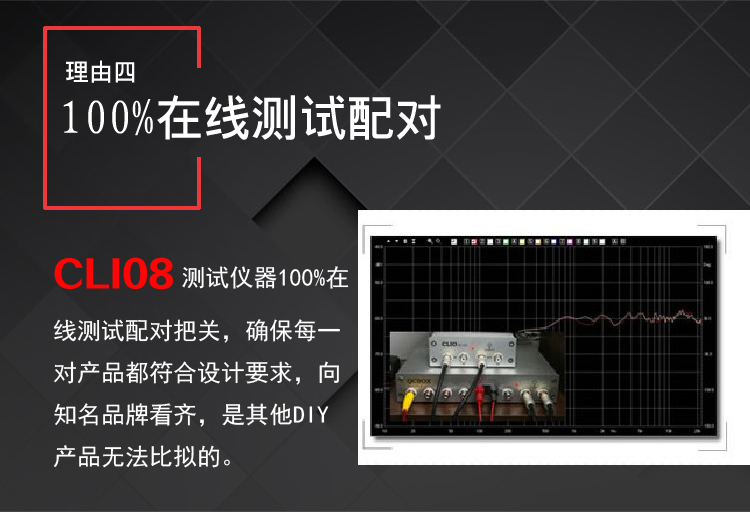 理由四
100%在线测试配对
CLI08 测试仪器100%在
线测试配对把关，确保每一
对产品都符合设计要求，向
知名品牌看齐，是其他DIY
产品无法比拟的。
CLIO
QCBOX